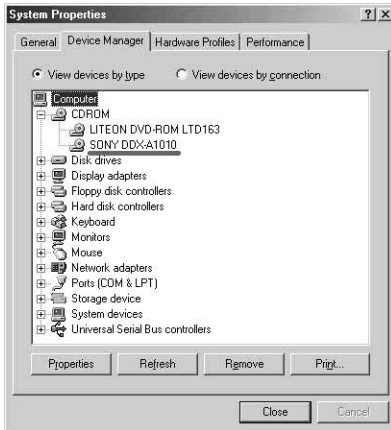 System Properties
General Device Manager Hardware Profiles Performance
View devices by type View devices by connection
Computer
CDROM
LITEON DVD-ROM LTD163
SONY DDX-A1010
Disk drives
Display adapters
Floppy disk controllers
Hard disk controllers
Keyboard
Monitors
Mouse
Network adapters
Ports (COM & LPT)
Storage device
System devices
Universal Serial Bus controllers
Properties Refresh Remove Print...
Close Cancel